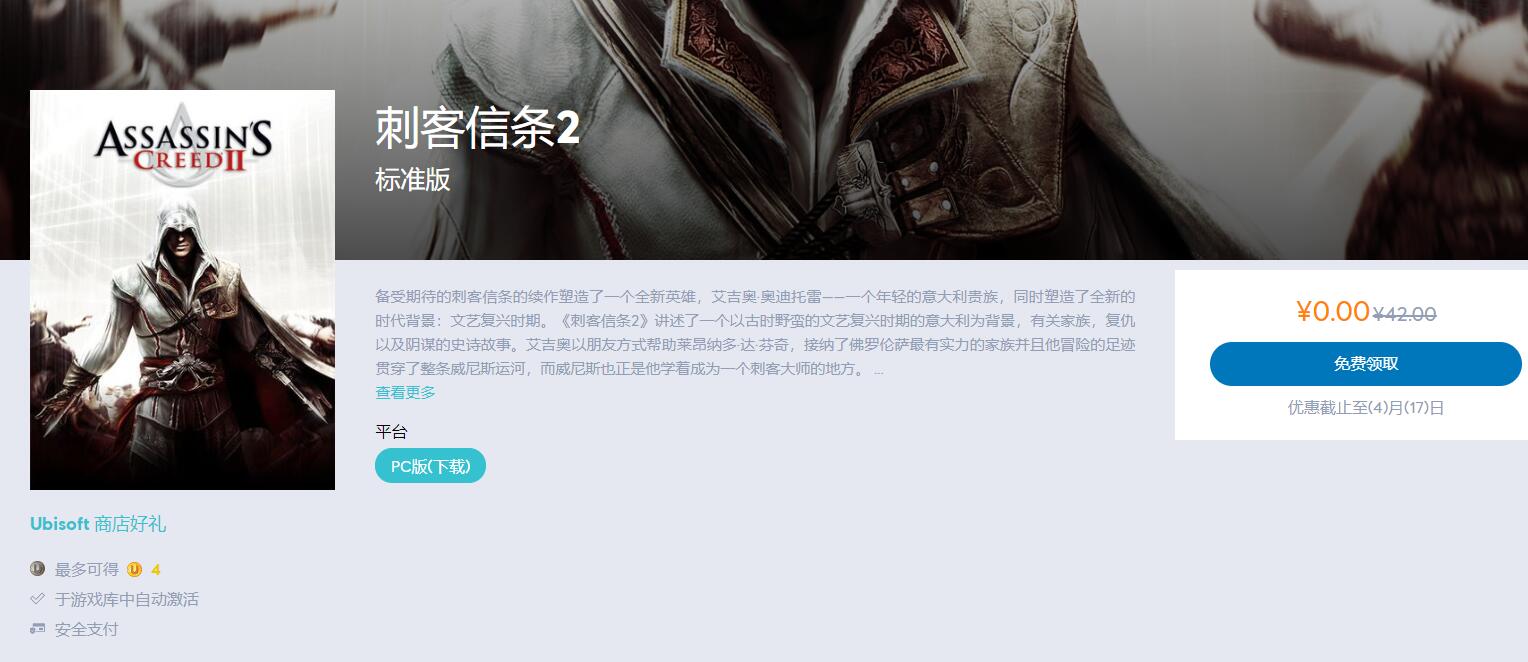 ASSASSIN'S
CREED II
刺客信条2
标准版
备受期待的刺客信条的续作塑造了一个全新英雄，艾吉奥·奥迪托雷——一个年轻的意大利贵族，同时塑造了全新的
时代背景：文艺复兴时期。《刺客信条2》讲述了一个以古时野蛮的文艺复兴时期的意大利为背景，有关家族，复仇
以及阴谋的史诗故事。艾吉奥以朋友方式帮助莱昂纳多·达·芬奇，接纳了佛罗伦萨最有实力的家族并且他冒险的足迹
贯穿了整条威尼斯运河，而威尼斯也正是他学着成为一个刺客大师的地方。 ...
查看更多
平台
PC版(下载)
¥0.00 ¥42.00
免费领取
优惠截止至(4)月(17)日
Ubisoft 商店好礼
最多可得 4
于游戏库中自动激活
安全支付